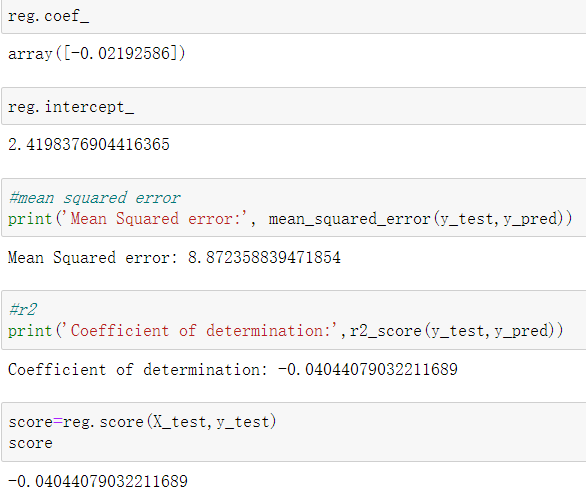 reg.coef_
array([-0.02192586])
reg.intercept_
2.4198376904416365
#mean squared error
print('Mean Squared error:', mean_squared_error(y_test,y_pred))
Mean Squared error: 8.872358839471854
#r2
print('Coefficient of determination:',r2_score(y_test,y_pred))
Coefficient of determination: -0.04044079032211689
score=reg.score(X_test,y_test)
score
-0.04044079032211689